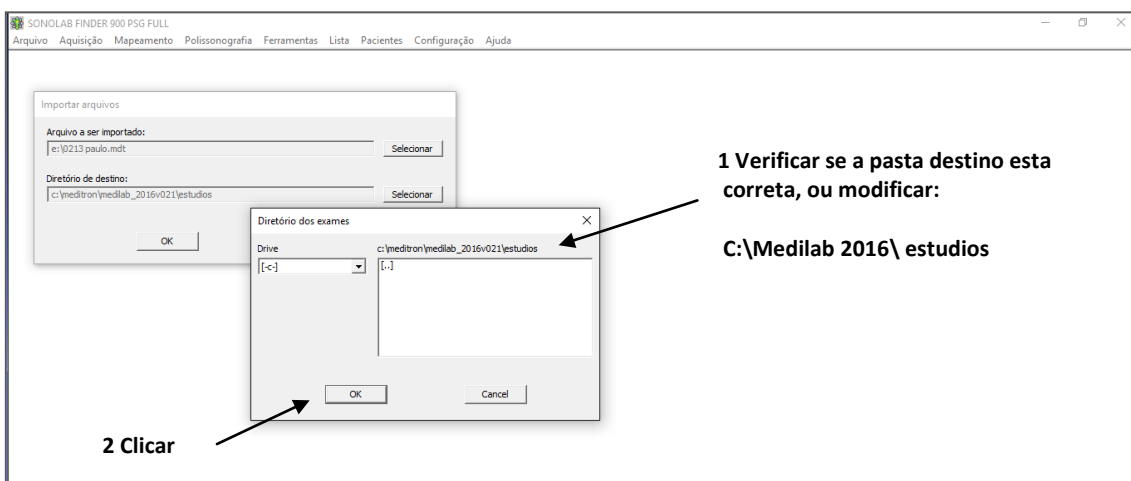 SONOLAB FINDER 900 PSG FULL
Arquivo Aquisição Mapeamento Polissonografia Ferramentas Lista Pacientes Configuração Ajuda
Importar arquivos
Arquivo a ser importado:
e:\0213 paulo.mdt
Selecionar
Diretório de destino:
c:\meditron\medilab_2016v021\estudios
Selecionar
OK
Diretório dos exames
Drive
c:\meditron\medilab_2016v021\estudios
[-c-]
[..]
OK
Cancel
1 Verificar se a pasta destino esta
correta, ou modificar:
C:\Medilab 2016\ estudios
2 Clicar